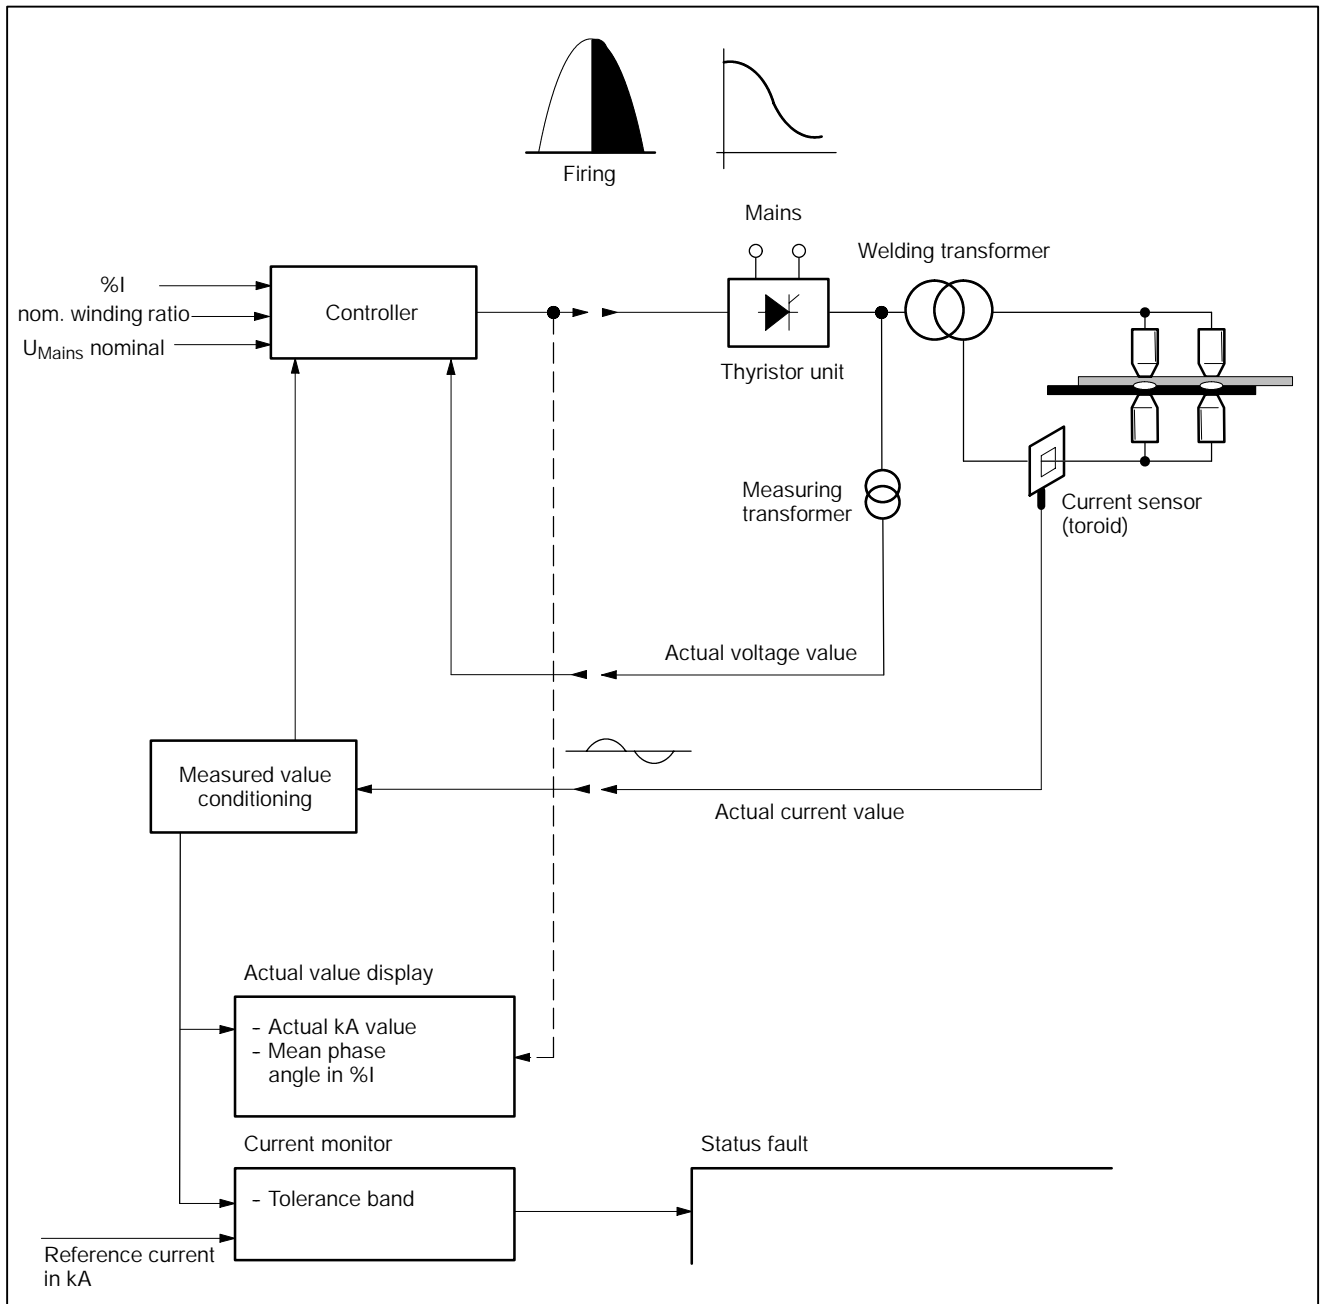 Firing
Mains
Welding transformer
%I
nom. winding ratio
UMains nominal
Controller
Thyristor unit
Measuring
transformer
Current sensor
(toroid)
Actual voltage value
Measured value
conditioning
Actual current value
Actual value display
- Actual kA value
- Mean phase
angle in %I
Current monitor
Status fault
- Tolerance band
Reference current
in kA